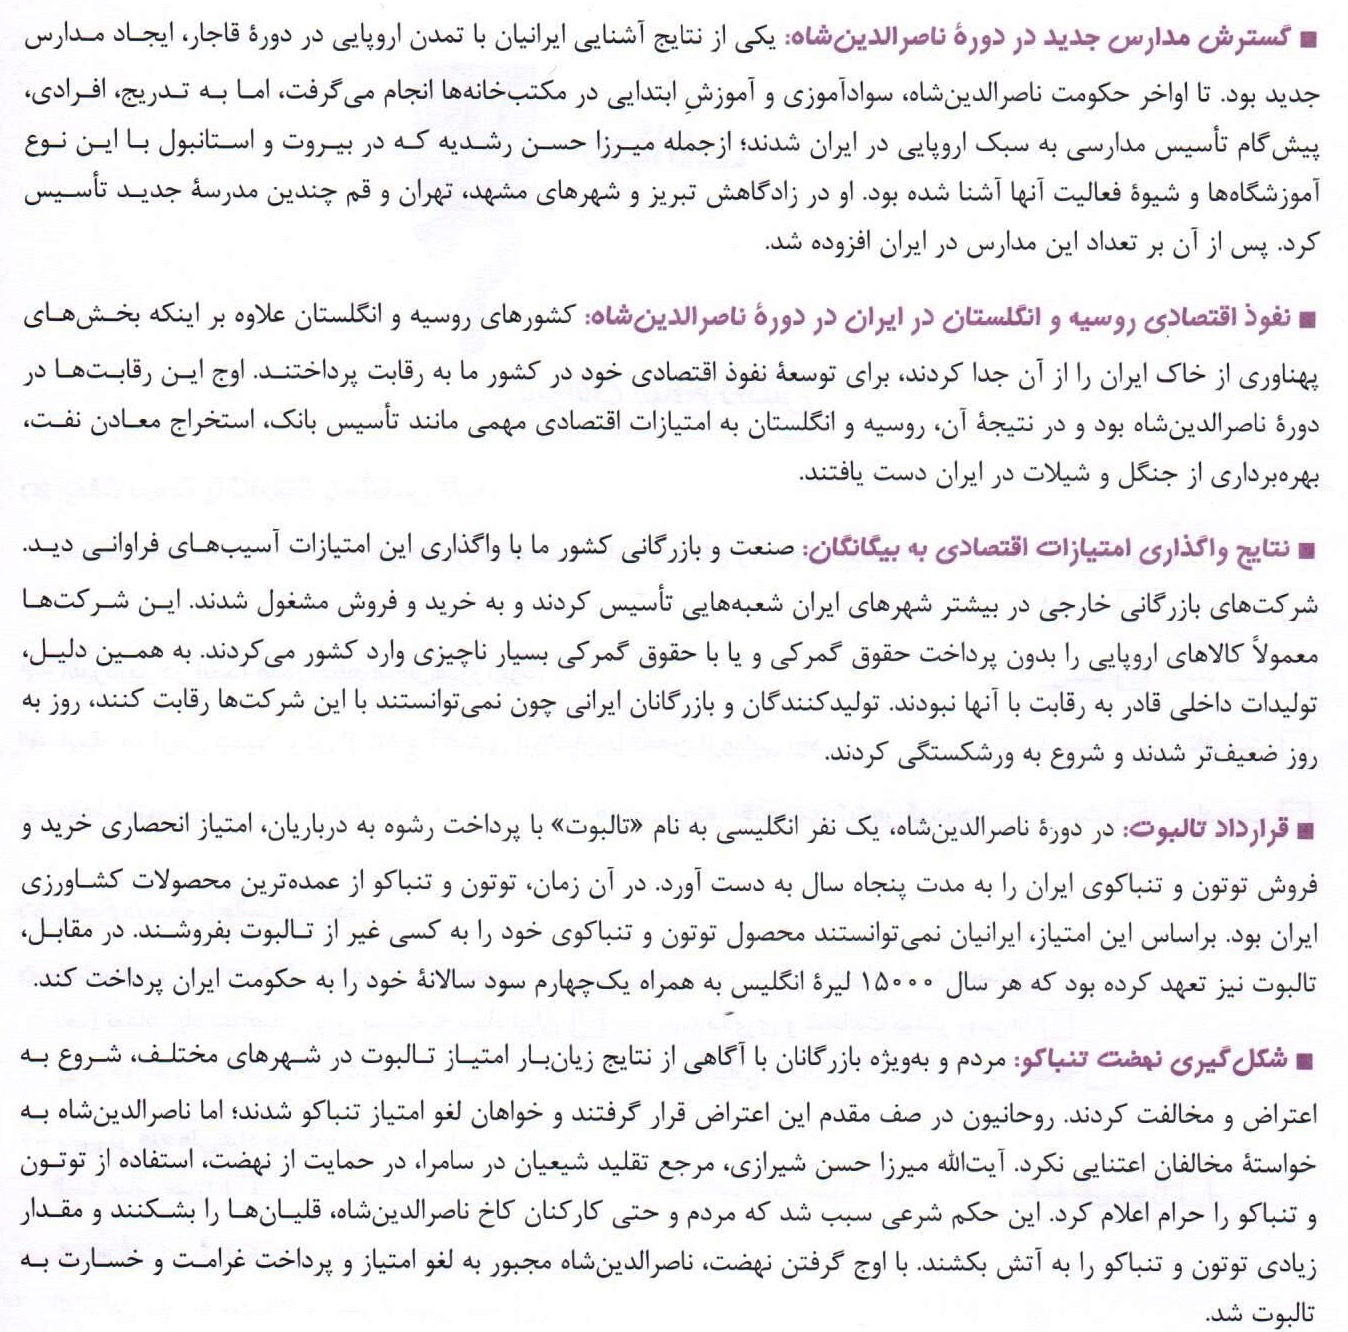 ■ گسترش مدارس جدید در دورهٔ ناصرالدین‌شاه: یکی از نتایج آشنایی ایرانیان با تمدن اروپایی در دورهٔ قاجار، ایجاد مدارس
جدید بود. تا اواخر حکومت ناصرالدین‌شاه، سوادآموزی و آموزشِ ابتدایی در مکتب‌خانه‌ها انجام می‌گرفت، اما به تدریج، افرادی،
پیش‌گام تأسیس مدارسی به سبک اروپایی در ایران شدند؛ ازجمله میرزا حسن رشدیه که در بیروت و استانبول با این نوع
آموزشگاه‌ها و شیوهٔ فعالیت آنها آشنا شده بود. او در زادگاهش تبریز و شهرهای مشهد، تهران و قم چندین مدرسهٔ جدید تأسیس
کرد. پس از آن بر تعداد این مدارس در ایران افزوده شد.
■ نفوذ اقتصادی روسیه و انگلستان در ایران در دورهٔ ناصرالدین‌شاه: کشورهای روسیه و انگلستان علاوه بر اینکه بخش‌های
پهناوری از خاک ایران را از آن جدا کردند، برای توسعهٔ نفوذ اقتصادی خود در کشور ما به رقابت پرداختند. اوج این رقابت‌ها در
دورهٔ ناصرالدین‌شاه بود و در نتیجهٔ آن، روسیه و انگلستان به امتیازات اقتصادی مهمی مانند تأسیس بانک، استخراج معادن نفت،
بهره‌برداری از جنگل و شیلات در ایران دست یافتند.
■ نتایج واگذاری امتیازات اقتصادی به بیگانگان: صنعت و بازرگانی کشور ما با واگذاری این امتیازات آسیب‌های فراوانی دید.
شرکت‌های بازرگانی خارجی در بیشتر شهرهای ایران شعبه‌هایی تأسیس کردند و به خرید و فروش مشغول شدند. این شرکت‌ها
معمولاً کالاهای اروپایی را بدون پرداخت حقوق گمرکی و یا با حقوق گمرکی بسیار ناچیزی وارد کشور می‌کردند. به همین دلیل،
تولیدات داخلی قادر به رقابت با آنها نبودند. تولیدکنندگان و بازرگانان ایرانی چون نمی‌توانستند با این شرکت‌ها رقابت کنند، روز به
روز ضعیف‌تر شدند و شروع به ورشکستگی کردند.
■ قرارداد تالبوت: در دورهٔ ناصرالدین‌شاه، یک نفر انگلیسی به نام «تالبوت» با پرداخت رشوه به درباریان، امتیاز انحصاری خرید و
فروش توتون و تنباکوی ایران را به مدت پنجاه سال به دست آورد. در آن زمان، توتون و تنباکو از عمده‌ترین محصولات کشاورزی
ایران بود. براساس این امتیاز، ایرانیان نمی‌توانستند محصول توتون و تنباکوی خود را به کسی غیر از تالبوت بفروشند. در مقابل،
تالبوت نیز تعهد کرده بود که هر سال ۱۵۰۰۰ لیرهٔ انگلیس به همراه یک‌چهارم سود سالانهٔ خود را به حکومت ایران پرداخت کند.
■ شکل‌گیری نهضت تنباکو: مردم و به‌ویژه بازرگانان با آگاهی از نتایج زیان‌بار امتیاز تالبوت در شهرهای مختلف، شروع به
اعتراض و مخالفت کردند. روحانیون در صف مقدم این اعتراض قرار گرفتند و خواهان لغو امتیاز تنباکو شدند؛ اما ناصرالدین‌شاه به
خواستهٔ مخالفان اعتنایی نکرد. آیت‌الله میرزا حسن شیرازی، مرجع تقلید شیعیان در سامرا، در حمایت از نهضت، استفاده از توتون
و تنباکو را حرام اعلام کرد. این حکم شرعی سبب شد که مردم و حتی کارکنان کاخ ناصرالدین‌شاه، قلیان‌ها را بشکنند و مقدار
زیادی توتون و تنباکو را به آتش بکشند. با اوج گرفتن نهضت، ناصرالدین‌شاه مجبور به لغو امتیاز و پرداخت غرامت و خسارت به
تالبوت شد.